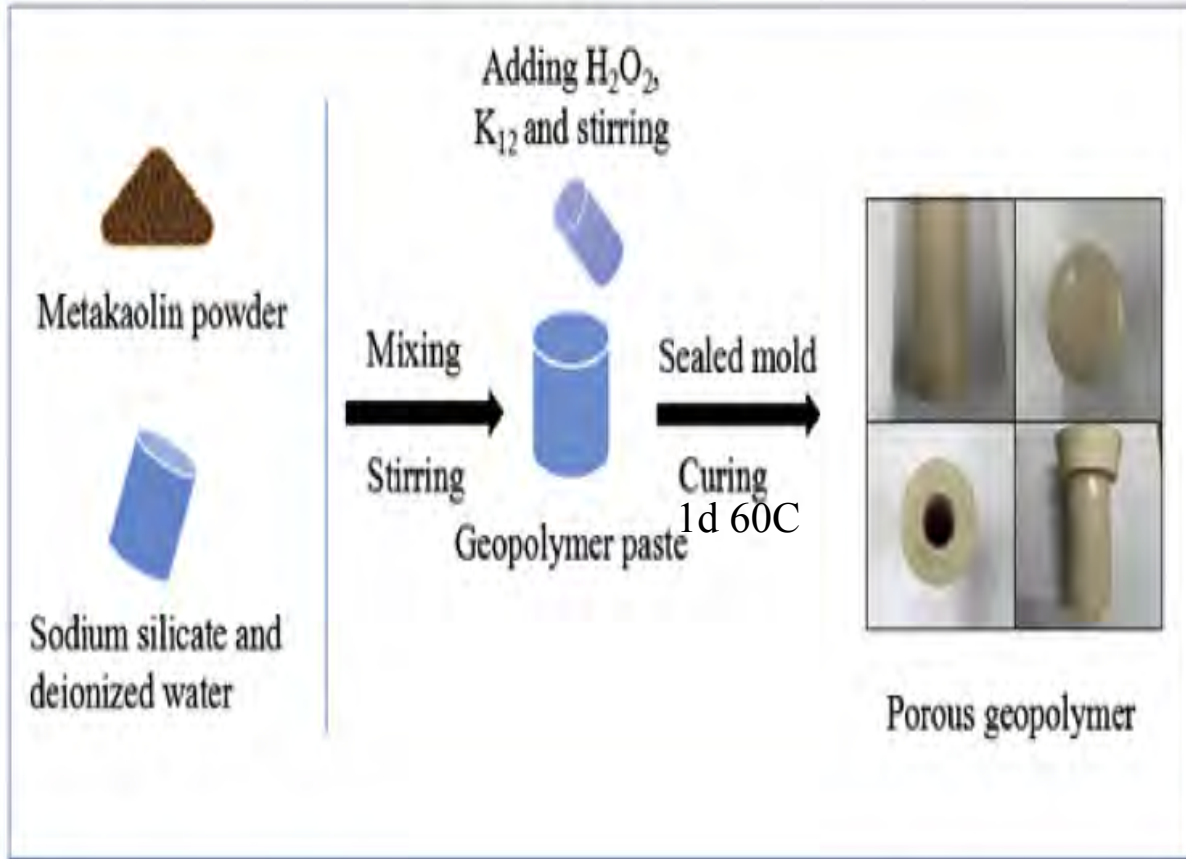 Metakaolin powder
Sodium silicate and
deionized water
Mixing
Stirring
Adding H₂O₂,
K₁₂ and stirring
Geopolymer paste
Sealed mold
Curing
1d 60C
Porous geopolymer